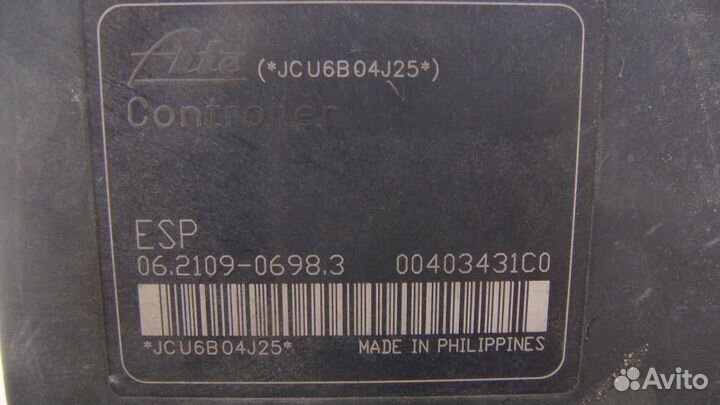 Ate (*JCU6B04J25*)
Controller
ESP
06.2109-0698.3 00403431C0
*JCU6B04J25* MADE IN PHILIPPINES
Avito